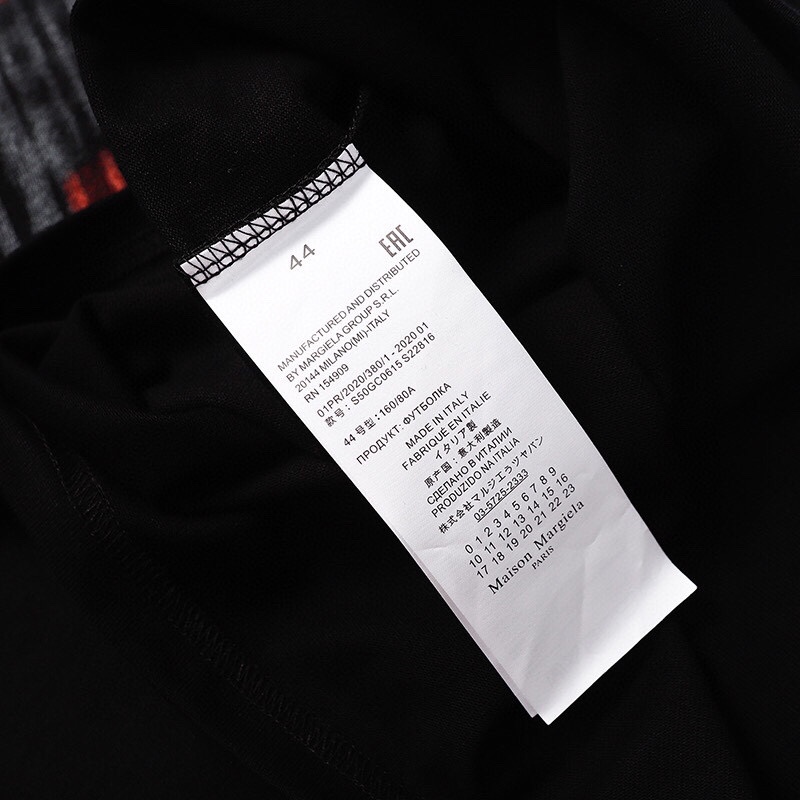 44 EAC
MANUFACTURED AND DISTRIBUTED
BY MARGIELA GROUP S.R.L.
20144 MILANO(MI)-ITALY
RN 154909
01PR/2020/380/1 - 2020 01
款号: S50GC0615 S22816
44 号型: 160/80A
ПРОДУКТ: ФУТБОЛКА
MADE IN ITALY
FABRIQUÉ EN ITALIE
イタリア製
原产国: 意大利製造
СДЕЛАНО В ИТАЛИИ
PRODUZIDO NA ITALIA
株式会社マルジエラツヤパン
03-5725-2333
0 1 2 3 4 5 6 7 8 9
10 11 12 13 14 15 16
17 18 19 20 21 22 23
Maison Margiela
PARIS